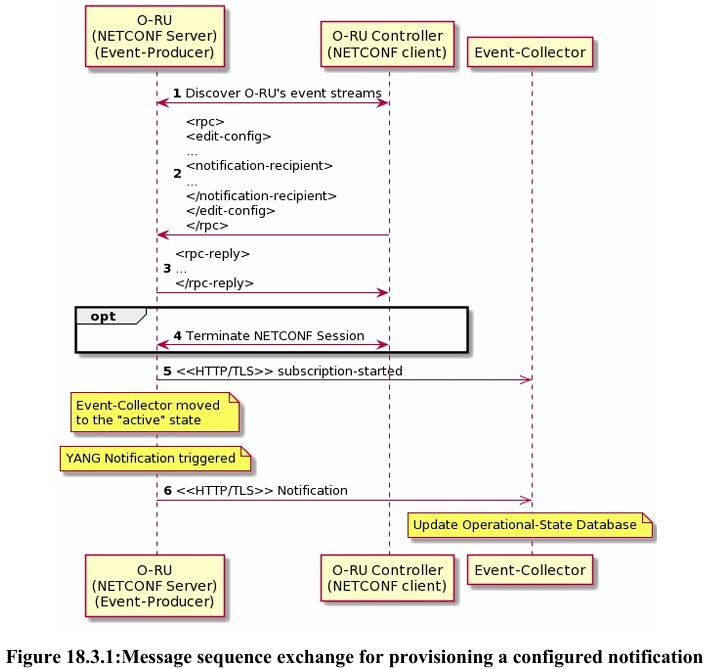 O-RU
(NETCONF Server)
(Event-Producer)
O-RU Controller
(NETCONF client)
Event-Collector
1 Discover O-RU's event streams
<rpc>
<edit-config>
...
<notification-recipient>
2
...
</notification-recipient>
</edit-config>
</rpc>
<rpc-reply>
3 ...
</rpc-reply>
opt
4 Terminate NETCONF Session
5 <<HTTP/TLS>> subscription-started
Event-Collector moved
to the "active" state
YANG Notification triggered
6 <<HTTP/TLS>> Notification
Update Operational-State Database
O-RU
(NETCONF Server)
(Event-Producer)
O-RU Controller
(NETCONF client)
Event-Collector
Figure 18.3.1:Message sequence exchange for provisioning a configured notification